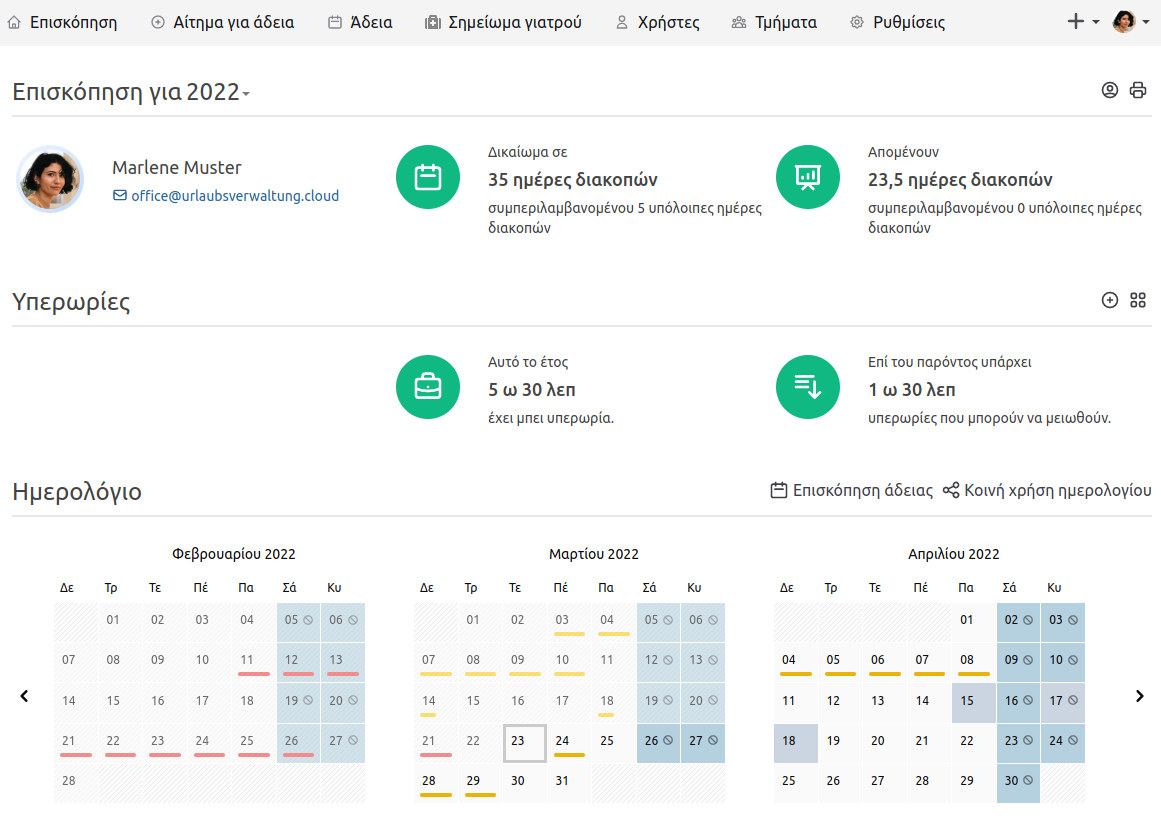 Επισκόπηση Αίτημα για άδεια Άδεια Σημείωμα γιατρού Χρήστες Τμήματα Ρυθμίσεις
Επισκόπηση για 2022
Marlene Muster
office@urlaubsverwaltung.cloud
Δικαίωμα σε
35 ημέρες διακοπών
συμπεριλαμβανομένου 5 υπόλοιπες ημέρες
διακοπών
Απομένουν
23,5 ημέρες διακοπών
συμπεριλαμβανομένου 0 υπόλοιπες ημέρες
διακοπών
Υπερωρίες
Αυτό το έτος
5 ω 30 λεπ
έχει μπει υπερωρία.
Επί του παρόντος υπάρχει
1 ω 30 λεπ
υπερωρίες που μπορούν να μειωθούν.
Ημερολόγιο
Επισκόπηση άδειας Κοινή χρήση ημερολογίου
Φεβρουαρίου 2022
Δε Τρ Τε Πέ Πα Σά Κυ
01 02 03 04 05 06
07 08 09 10 11 12 13
14 15 16 17 18 19 20
21 22 23 24 25 26 27
28
Μαρτίου 2022
Δε Τρ Τε Πέ Πα Σά Κυ
01 02 03 04 05 06
07 08 09 10 11 12 13
14 15 16 17 18 19 20
21 22 23 24 25 26 27
28 29 30 31
Απριλίου 2022
Δε Τρ Τε Πέ Πα Σά Κυ
01 02 03
04 05 06 07 08 09 10
11 12 13 14 15 16 17
18 19 20 21 22 23 24
25 26 27 28 29 30